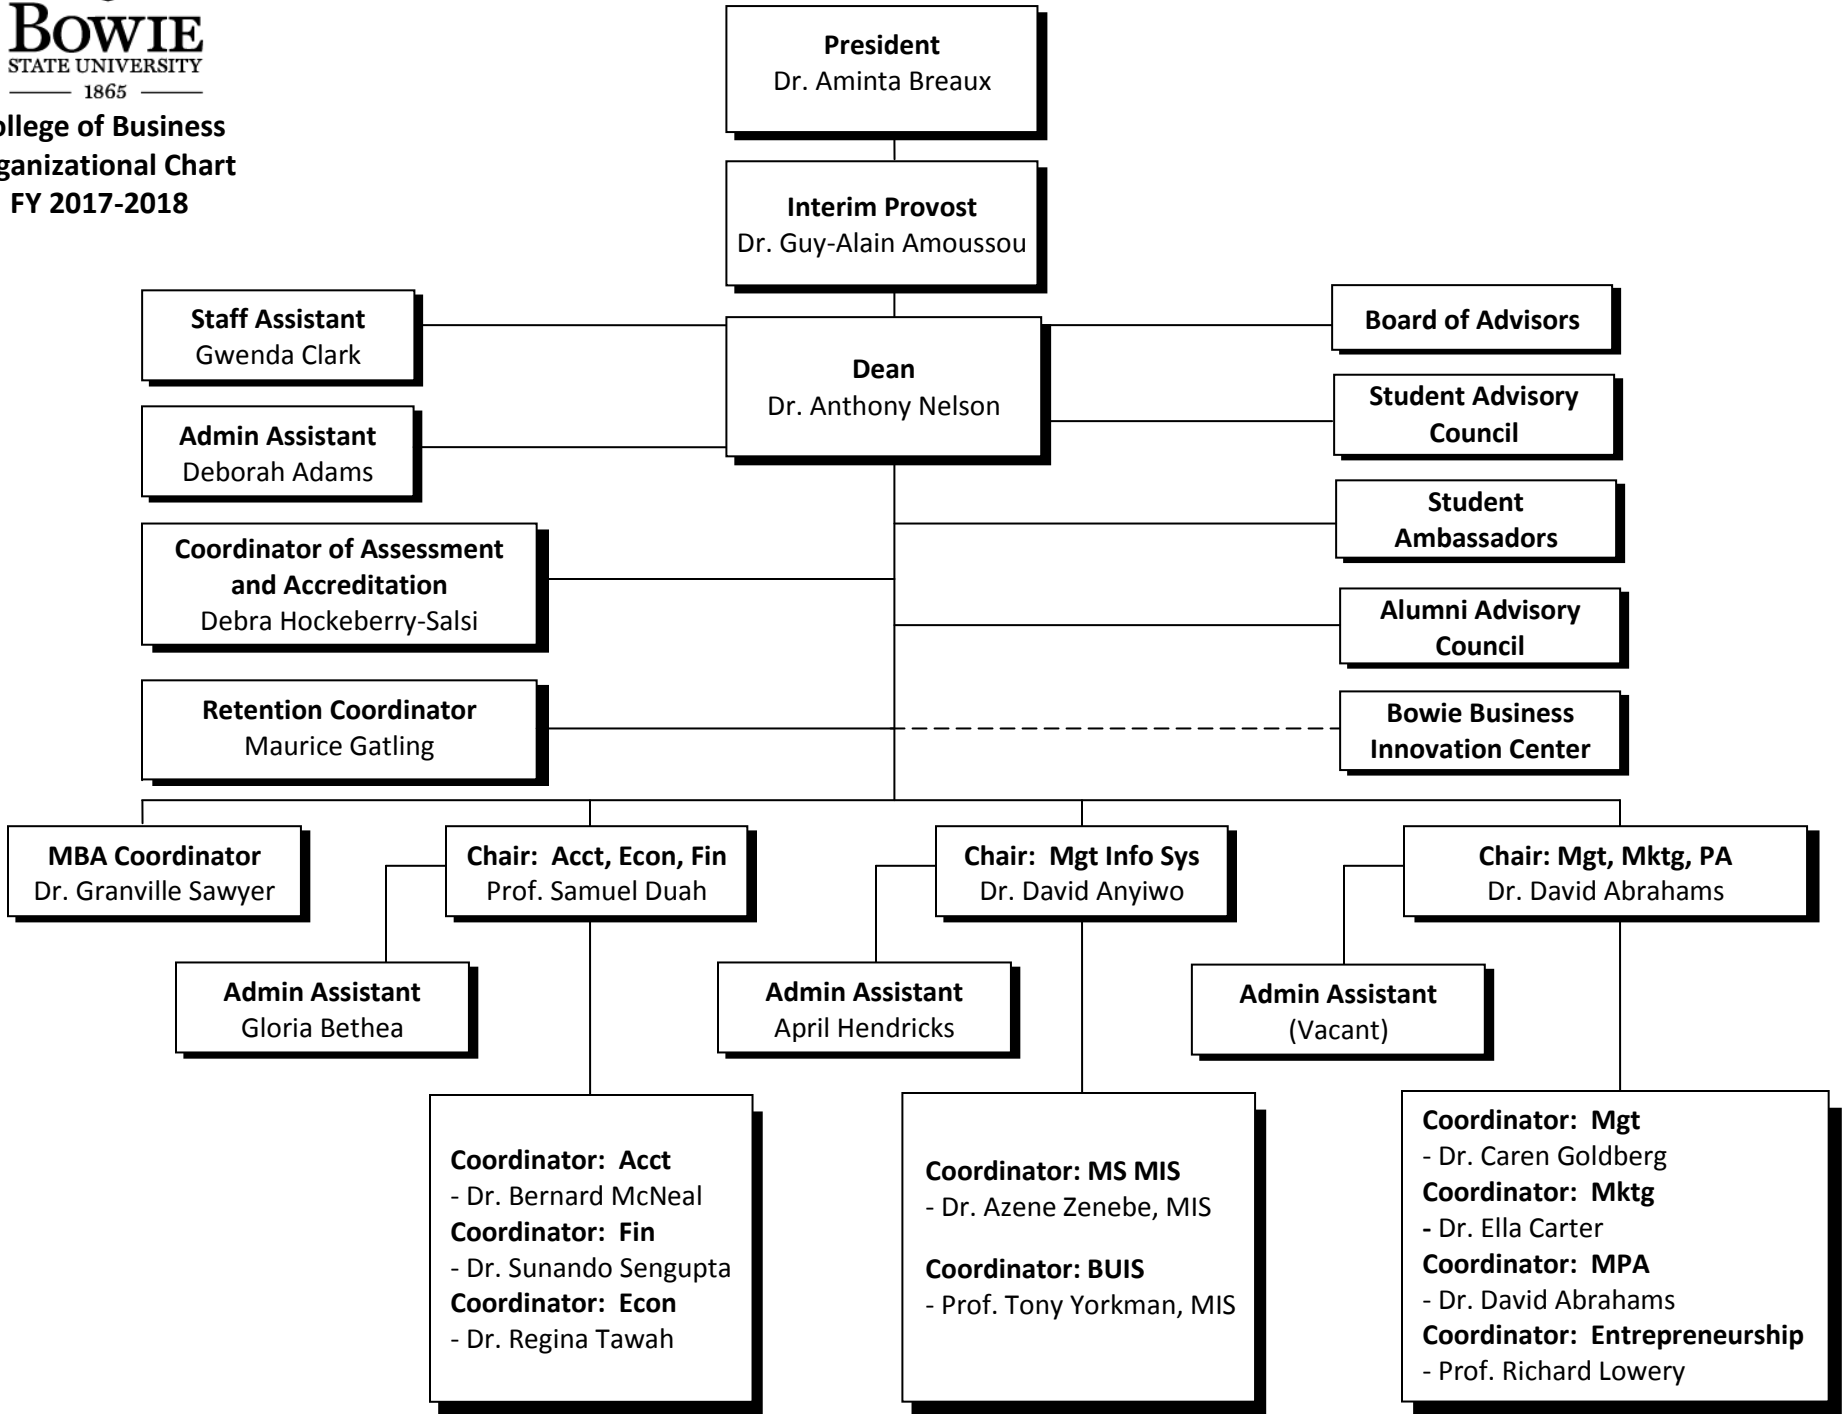 BOWIE
STATE UNIVERSITY
1865
ollege of Business
ganizational Chart
FY 2017-2018
President
Dr. Aminta Breaux
Interim Provost
Dr. Guy-Alain Amoussou
Staff Assistant
Gwenda Clark
Dean
Dr. Anthony Nelson
Board of Advisors
Admin Assistant
Deborah Adams
Student Advisory
Council
Coordinator of Assessment
and Accreditation
Debra Hockeberry-Salsi
Student
Ambassadors
Alumni Advisory
Council
Retention Coordinator
Maurice Gatling
Bowie Business
Innovation Center
MBA Coordinator
Dr. Granville Sawyer
Chair:  Acct, Econ, Fin
Prof. Samuel Duah
Chair:  Mgt Info Sys
Dr. David Anyiwo
Chair: Mgt, Mktg, PA
Dr. David Abrahams
Admin Assistant
Gloria Bethea
Admin Assistant
April Hendricks
Admin Assistant
(Vacant)
Coordinator:  Acct
- Dr. Bernard McNeal
Coordinator:  Fin
- Dr. Sunando Sengupta
Coordinator:  Econ
- Dr. Regina Tawah
Coordinator: MS MIS
- Dr. Azene Zenebe, MIS
Coordinator: BUIS
- Prof. Tony Yorkman, MIS
Coordinator:  Mgt
- Dr. Caren Goldberg
Coordinator:  Mktg
- Dr. Ella Carter
Coordinator:  MPA
- Dr. David Abrahams
Coordinator:  Entrepreneurship
- Prof. Richard Lowery